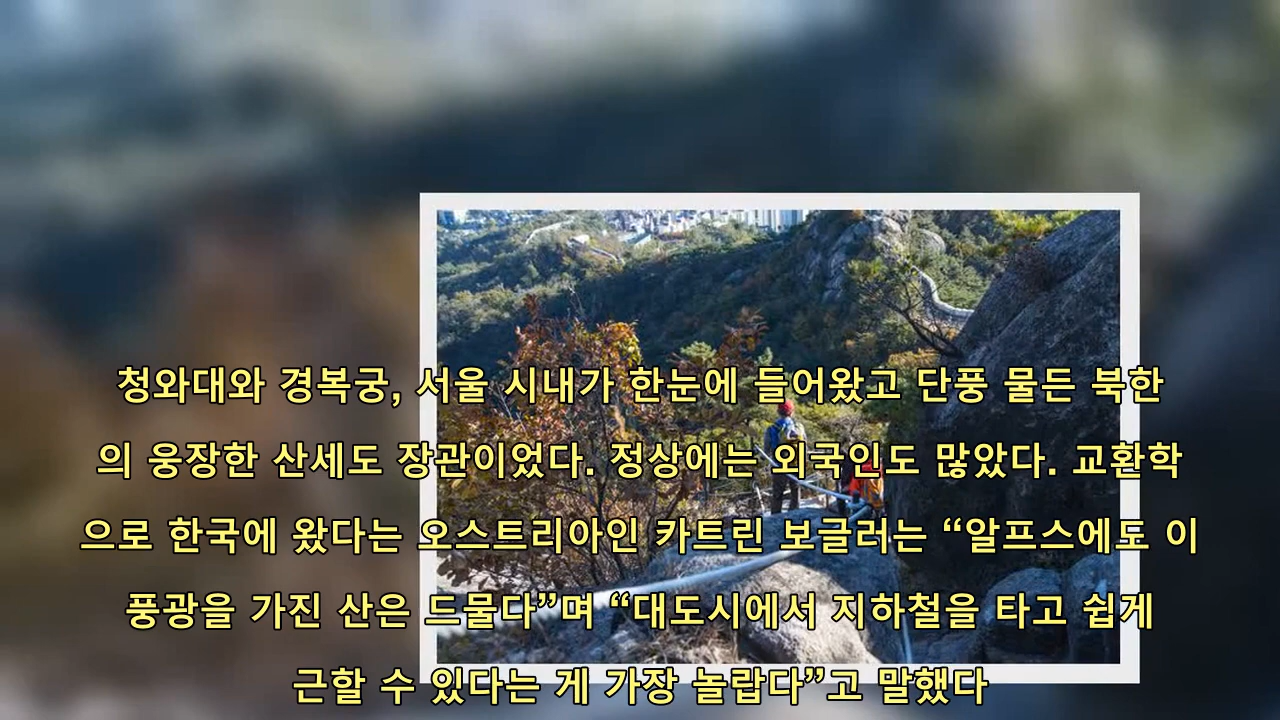 청와대와 경복궁, 서울 시내가 한눈에 들어왔고 단풍 물든 북한
의 웅장한 산세도 장관이었다. 정상에는 외국인도 많았다. 교환학
으로 한국에 왔다는 오스트리아인 카트린 보글러는 “알프스에도 이
풍광을 가진 산은 드물다”며 “대도시에서 지하철을 타고 쉽게
근할 수 있다는 게 가장 놀랍다”고 말했다